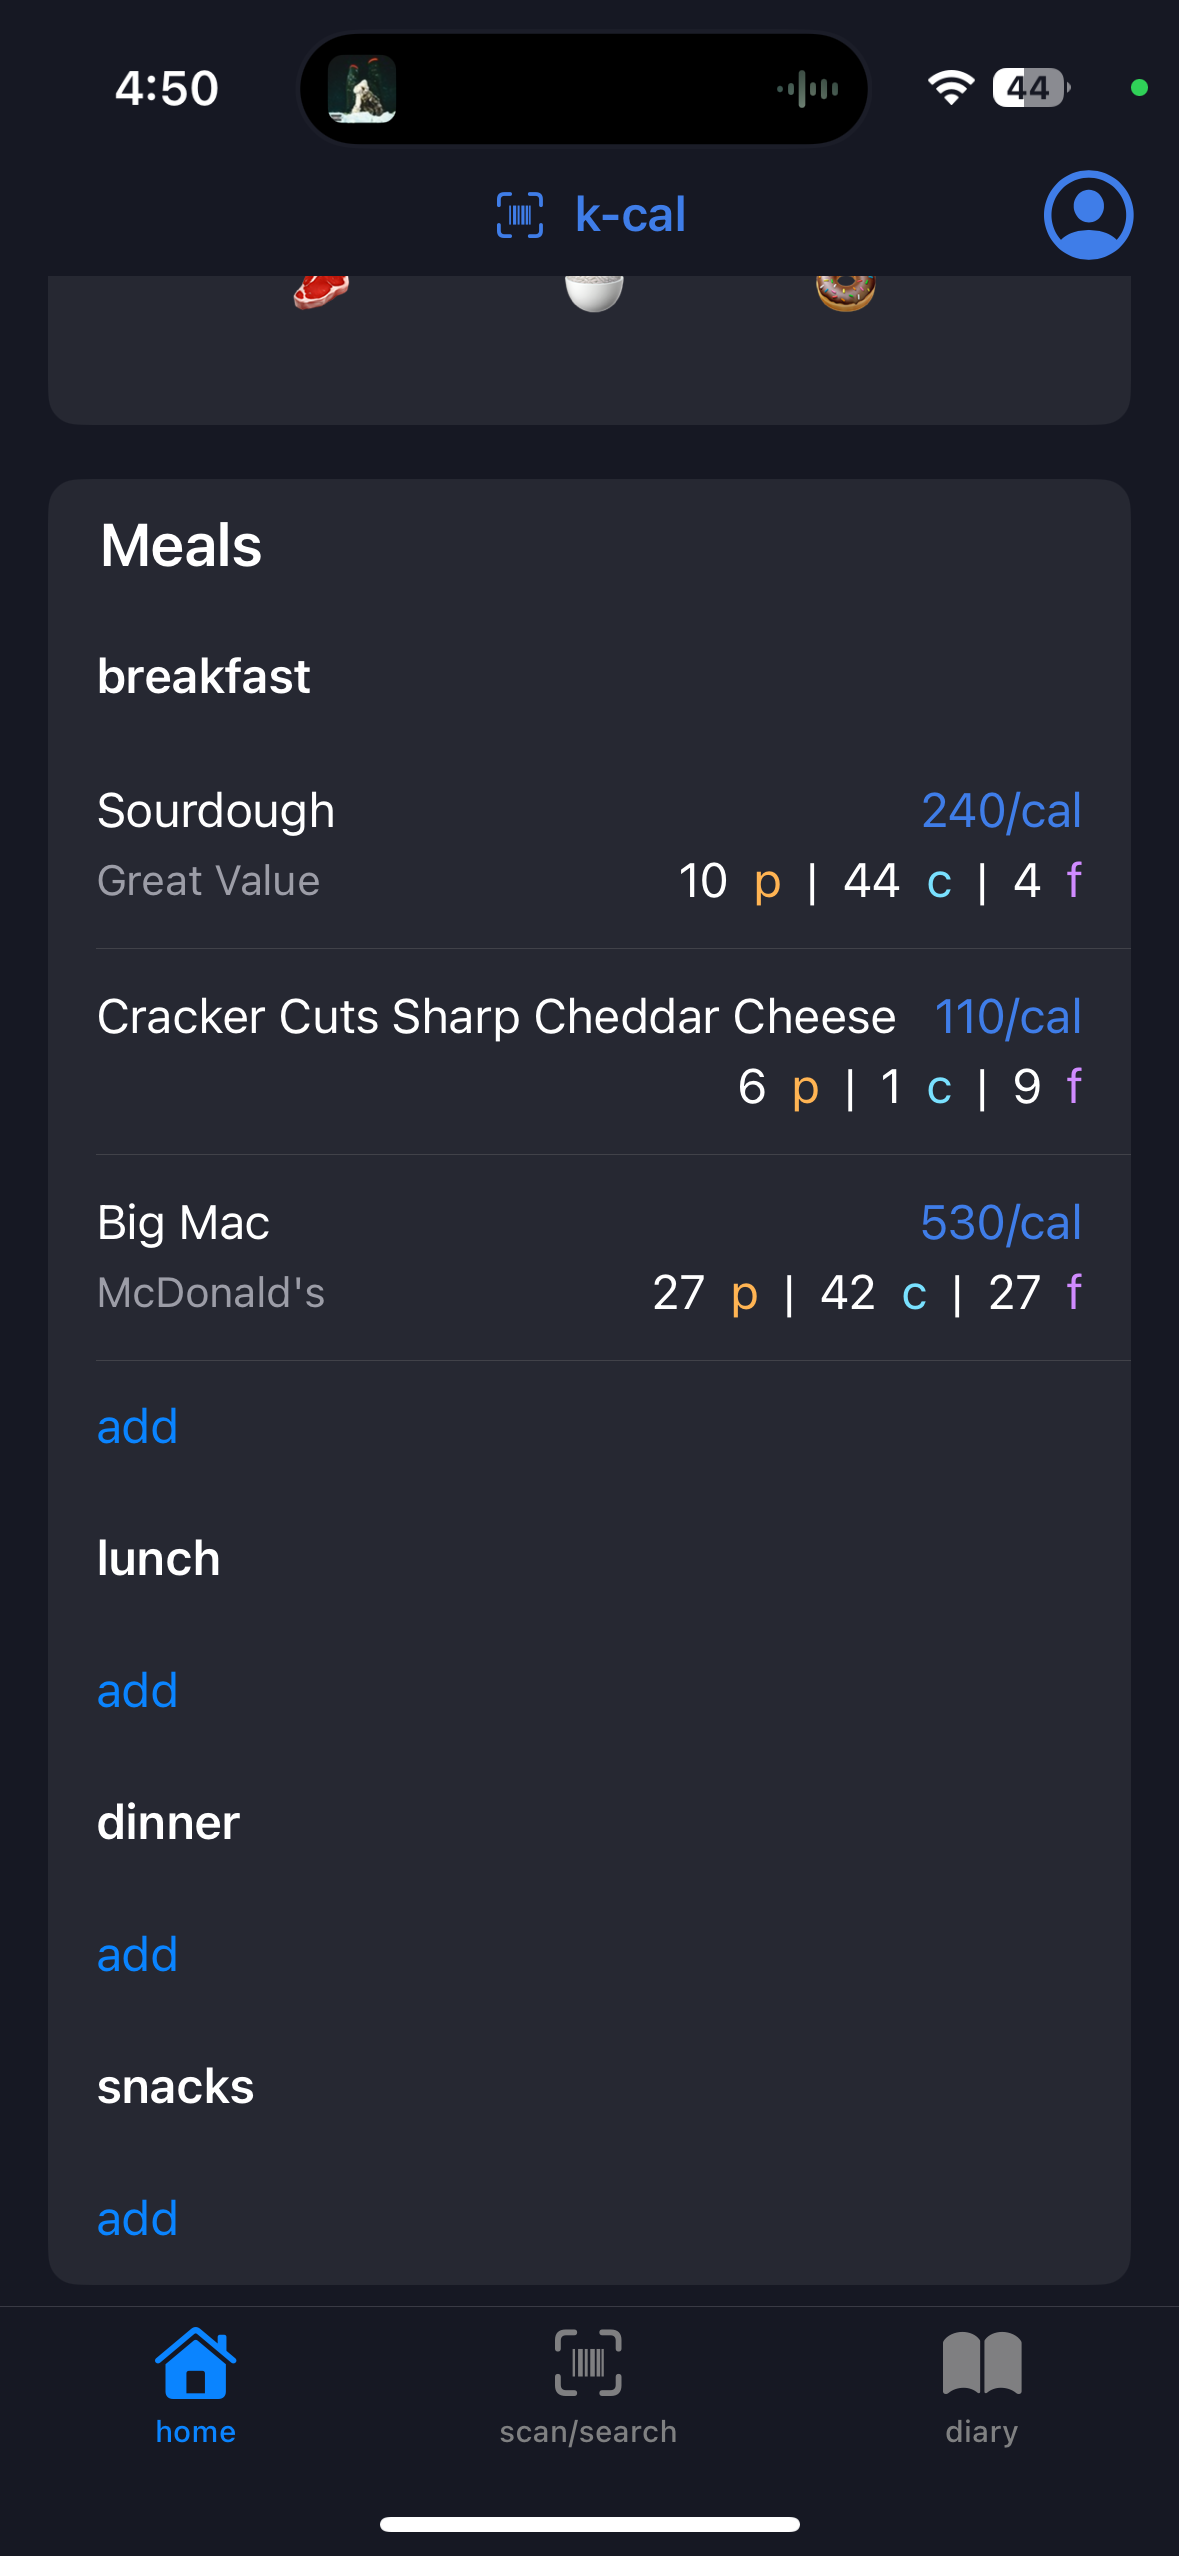 4:50
44
k-cal
Meals
breakfast
Sourdough 240/cal
Great Value 10 p | 44 c | 4 f
Cracker Cuts Sharp Cheddar Cheese 110/cal
6 p | 1 c | 9 f
Big Mac 530/cal
McDonald's 27 p | 42 c | 27 f
add
lunch
add
dinner
add
snacks
add
home scan/search diary